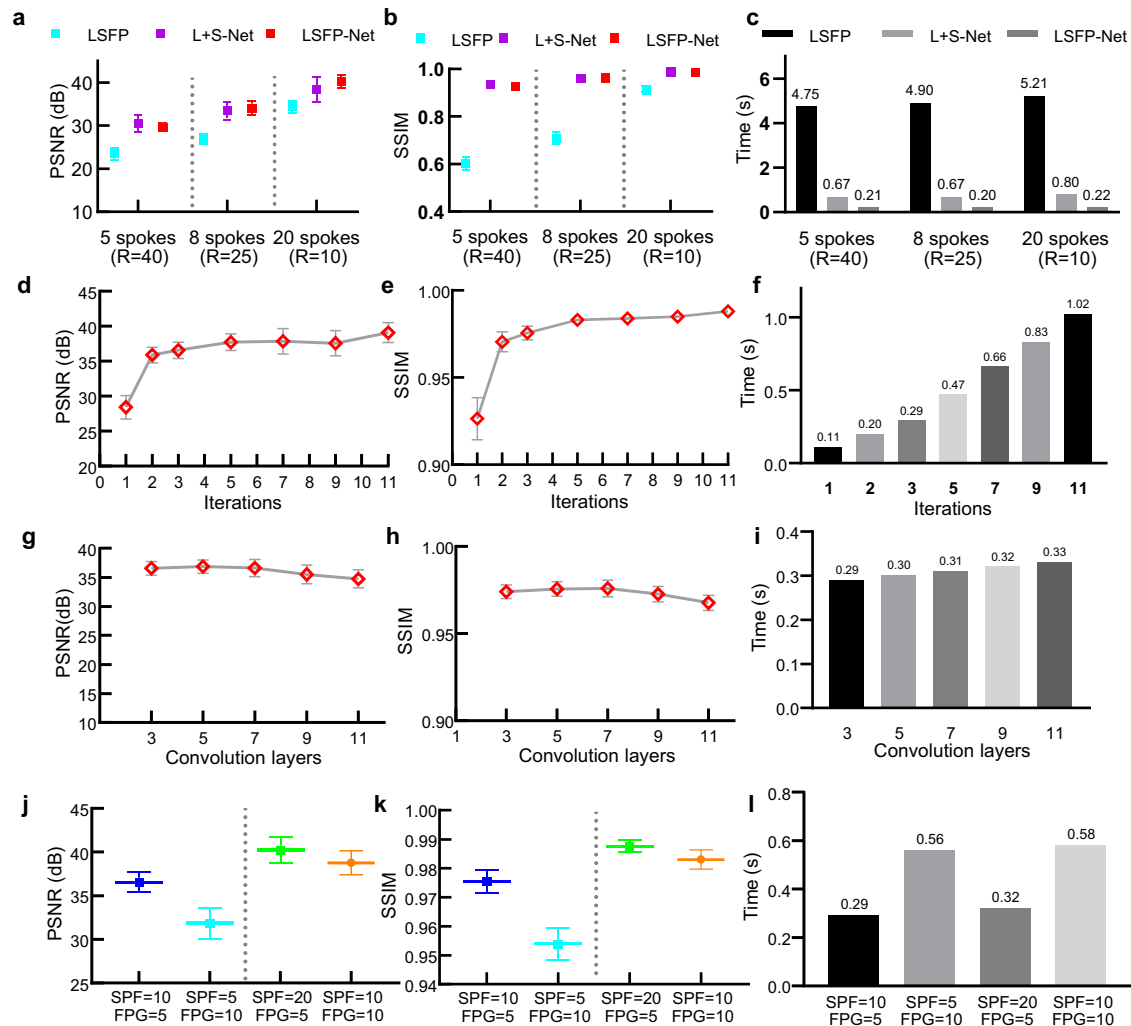 a
LSFP L+S-Net LSFP-Net
PSNR (dB)
40
30
20
10
5 spokes (R=40)
8 spokes (R=25)
20 spokes (R=10)
b
LSFP L+S-Net LSFP-Net
SSIM
1.0
0.8
0.6
0.4
5 spokes (R=40)
8 spokes (R=25)
20 spokes (R=10)
c
LSFP L+S-Net LSFP-Net
Time (s)
6
4
2
0
4.75 0.67 0.21
4.90 0.67 0.20
5.21 0.80 0.22
5 spokes (R=40)
8 spokes (R=25)
20 spokes (R=10)
d
PSNR (dB)
45
40
35
30
25
20
0 1 2 3 4 5 6 7 8 9 10 11
Iterations
e
SSIM
1.00
0.95
0.90
0 1 2 3 4 5 6 7 8 9 10 11
Iterations
f
Time (s)
1.0
0.5
0.0
0.11 0.20 0.29 0.47 0.66 0.83 1.02
1 2 3 5 7 9 11
Iterations
g
PSNR(dB)
40
35
30
25
20
15
10
3 5 7 9 11
Convolution layers
h
SSIM
1.00
0.95
0.90
1 3 5 7 9 11
Convolution layers
i
Time (s)
0.4
0.3
0.2
0.1
0.0
0.29 0.30 0.31 0.32 0.33
3 5 7 9 11
Convolution layers
j
PSNR (dB)
45
40
35
30
25
SPF=10 SPF=5 SPF=20 SPF=10
FPG=5 FPG=10 FPG=5 FPG=10
k
SSIM
1.00
0.99
0.98
0.97
0.96
0.95
0.94
SPF=10 SPF=5 SPF=20 SPF=10
FPG=5 FPG=10 FPG=5 FPG=10
l
Time (s)
0.8
0.6
0.4
0.2
0.0
0.29 0.56 0.32 0.58
SPF=10 SPF=5 SPF=20 SPF=10
FPG=5 FPG=10 FPG=5 FPG=10